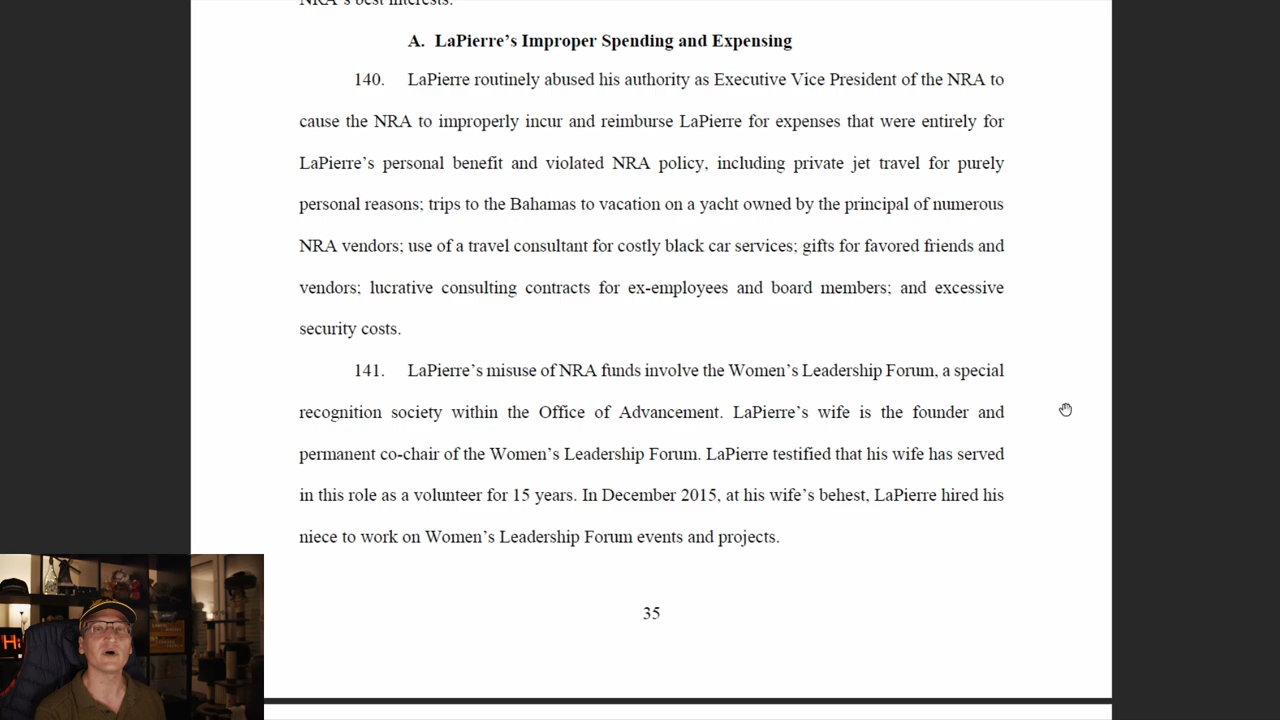 NRA's best interests.
A. LaPierre's Improper Spending and Expensing
140. LaPierre routinely abused his authority as Executive Vice President of the NRA to
cause the NRA to improperly incur and reimburse LaPierre for expenses that were entirely for
LaPierre's personal benefit and violated NRA policy, including private jet travel for purely
personal reasons; trips to the Bahamas to vacation on a yacht owned by the principal of numerous
NRA vendors; use of a travel consultant for costly black car services; gifts for favored friends and
vendors; lucrative consulting contracts for ex-employees and board members; and excessive
security costs.
141. LaPierre's misuse of NRA funds involve the Women's Leadership Forum, a special
recognition society within the Office of Advancement. LaPierre's wife is the founder and
permanent co-chair of the Women's Leadership Forum. LaPierre testified that his wife has served
in this role as a volunteer for 15 years. In December 2015, at his wife's behest, LaPierre hired his
niece to work on Women's Leadership Forum events and projects.
35
Hi